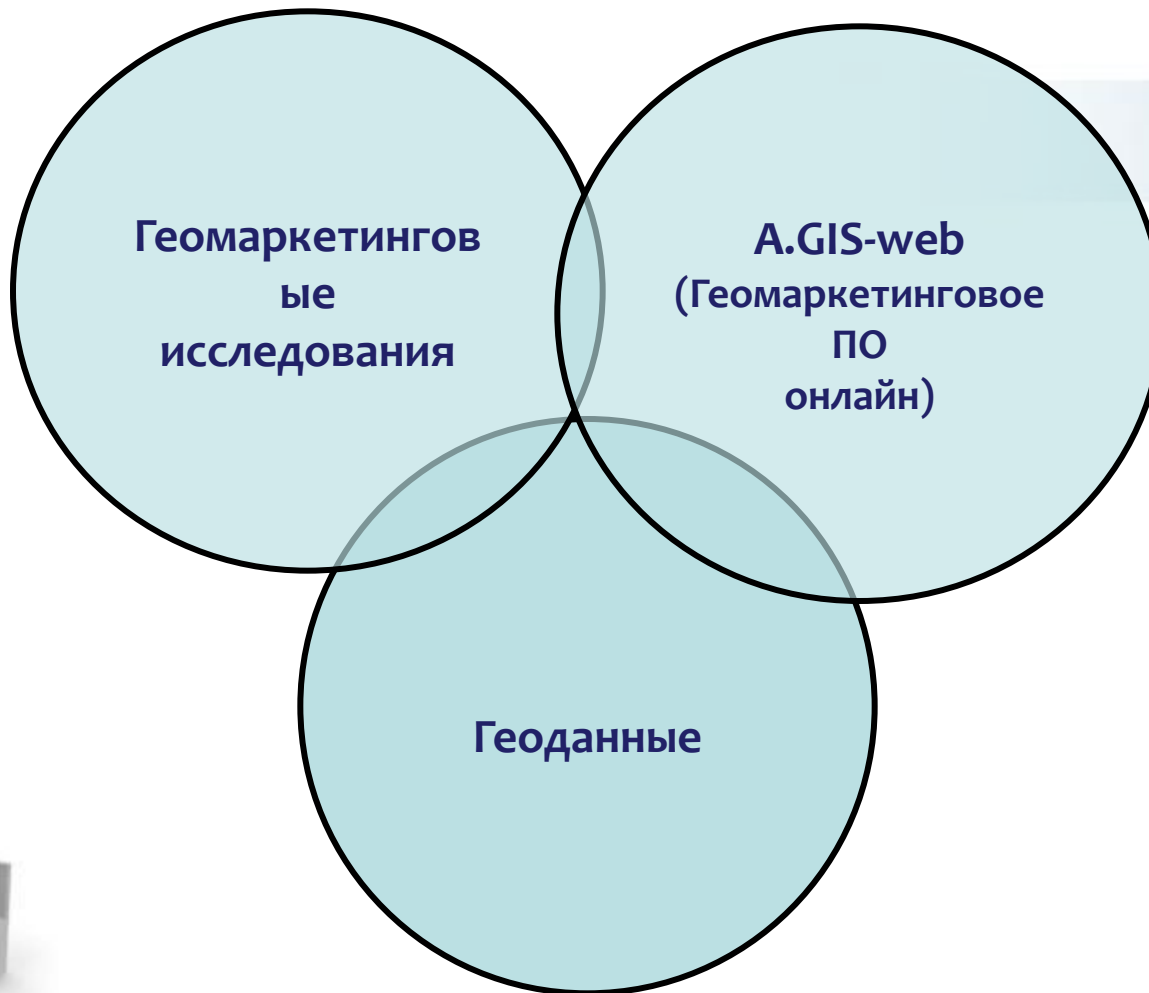 Геомаркетингов
ые
исследования
A.GIS-web
(Геомаркетинговое
ПО
онлайн)
Геоданные